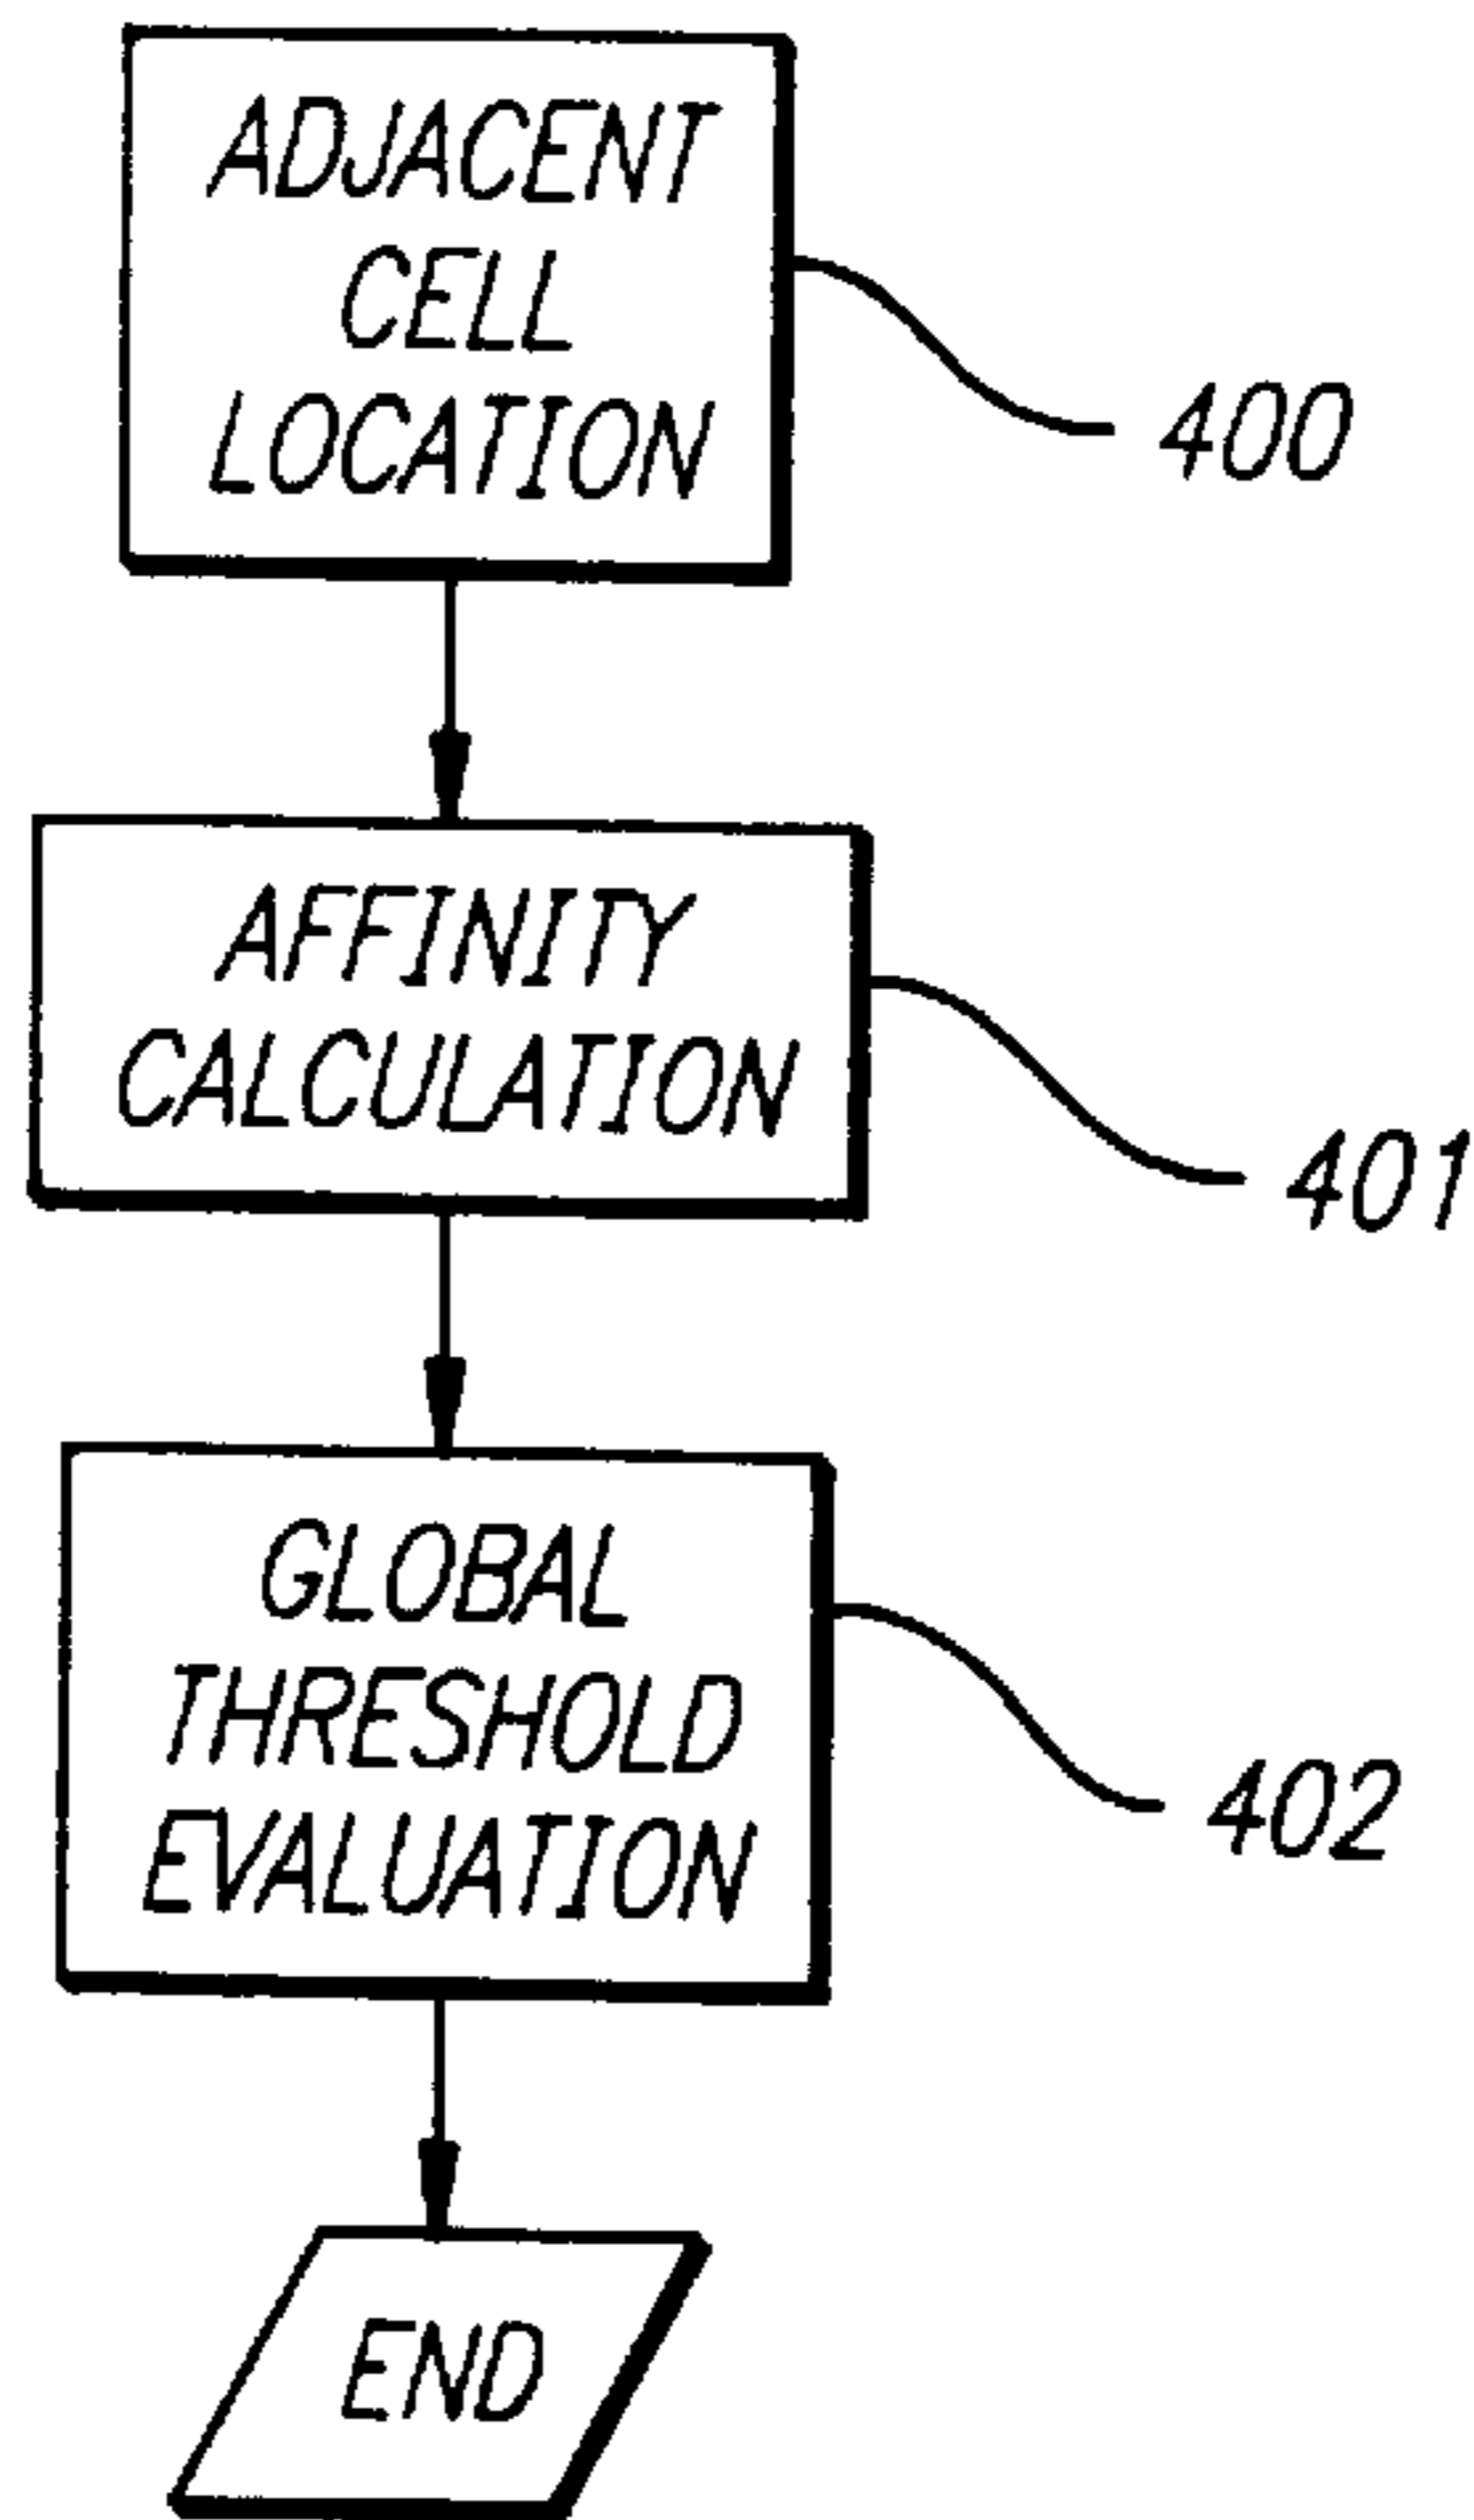 ADJACENT
CELL
LOCATION
400
AFFINITY
CALCULATION
401
GLOBAL
THRESHOLD
EVALUATION
402
END